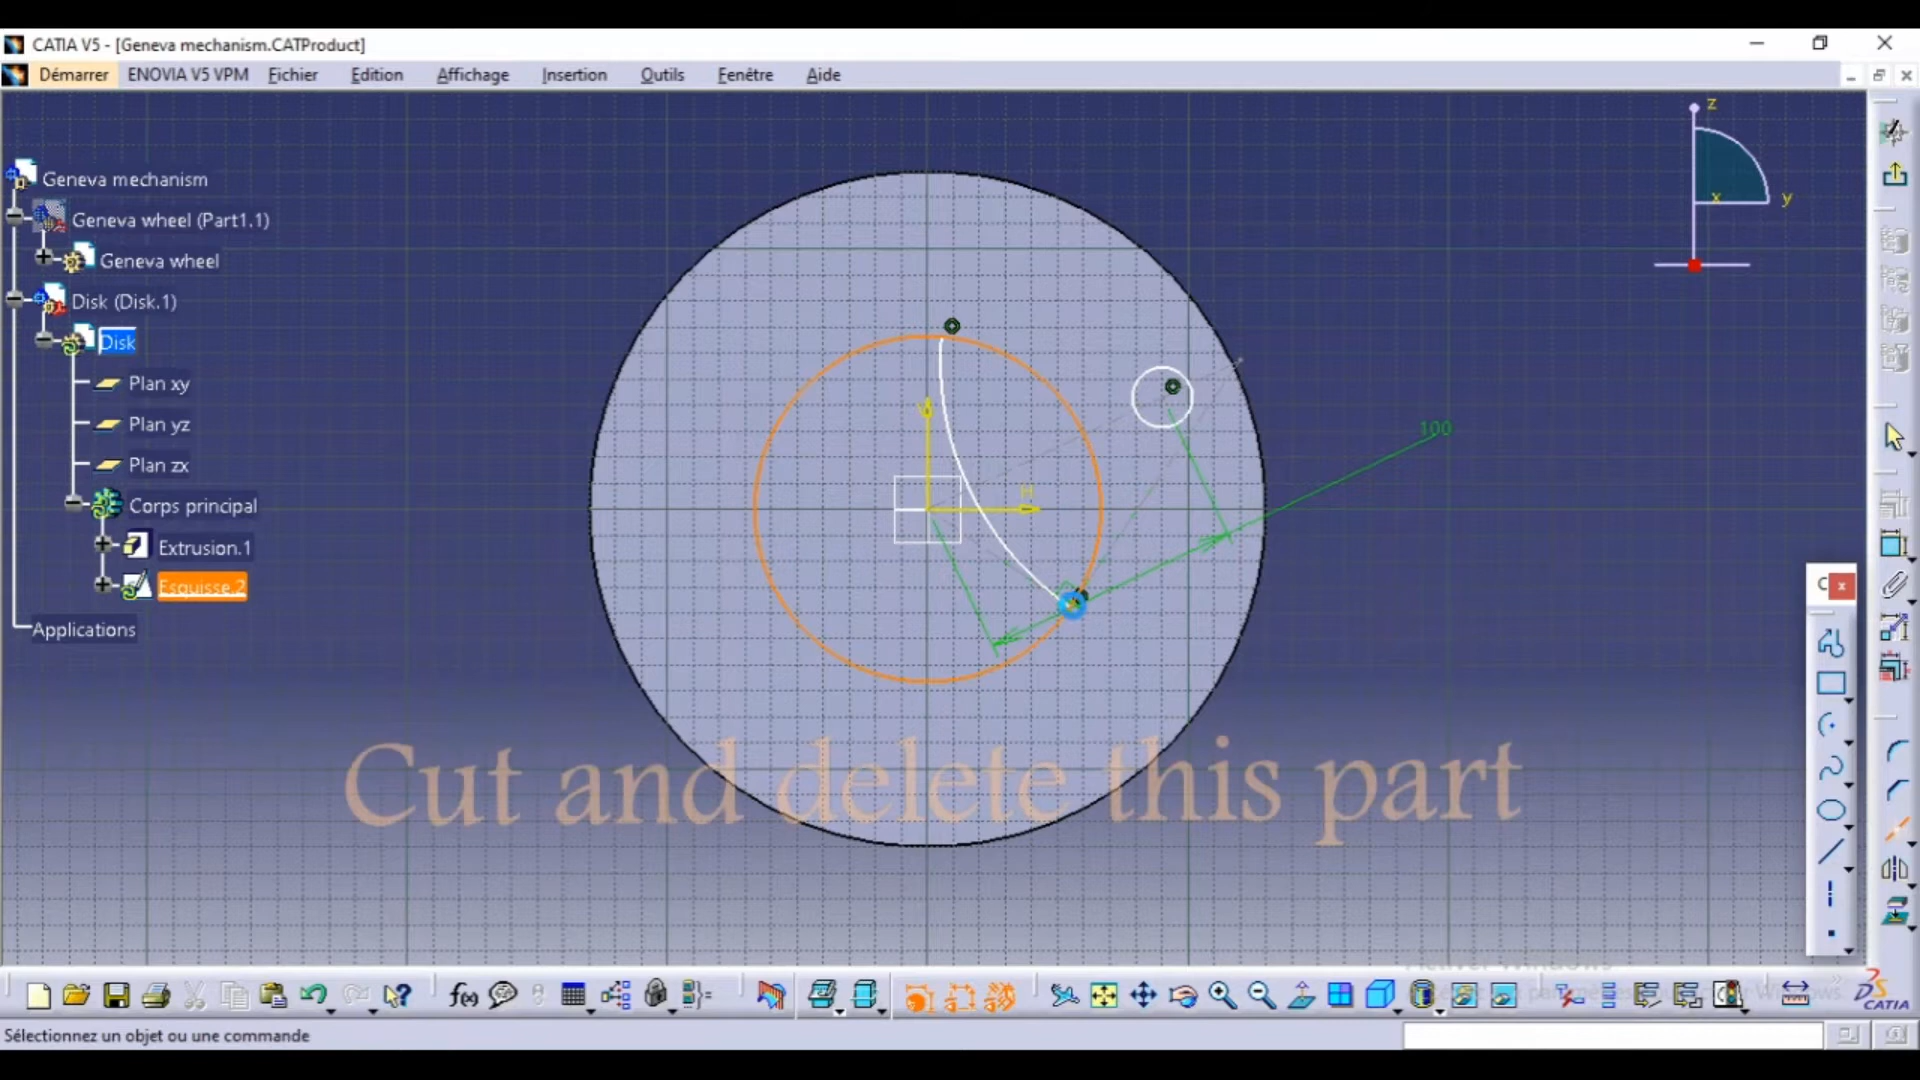 CATIA V5 - [Geneva mechanism.CATProduct]
Démarrer ENOVIA V5 VPM Fichier Edition Affichage Insertion Outils Fenêtre Aide
z
x y
Geneva mechanism
Geneva wheel (Part1.1)
Geneva wheel
Disk (Disk.1)
Disk
Plan xy
Plan yz
Plan zx
Corps principal
Extrusion.1
Esquisse.2
Applications
100
V
H
C x
Cut and delete this part
f(x)
DS CATIA
Sélectionnez un objet ou une commande